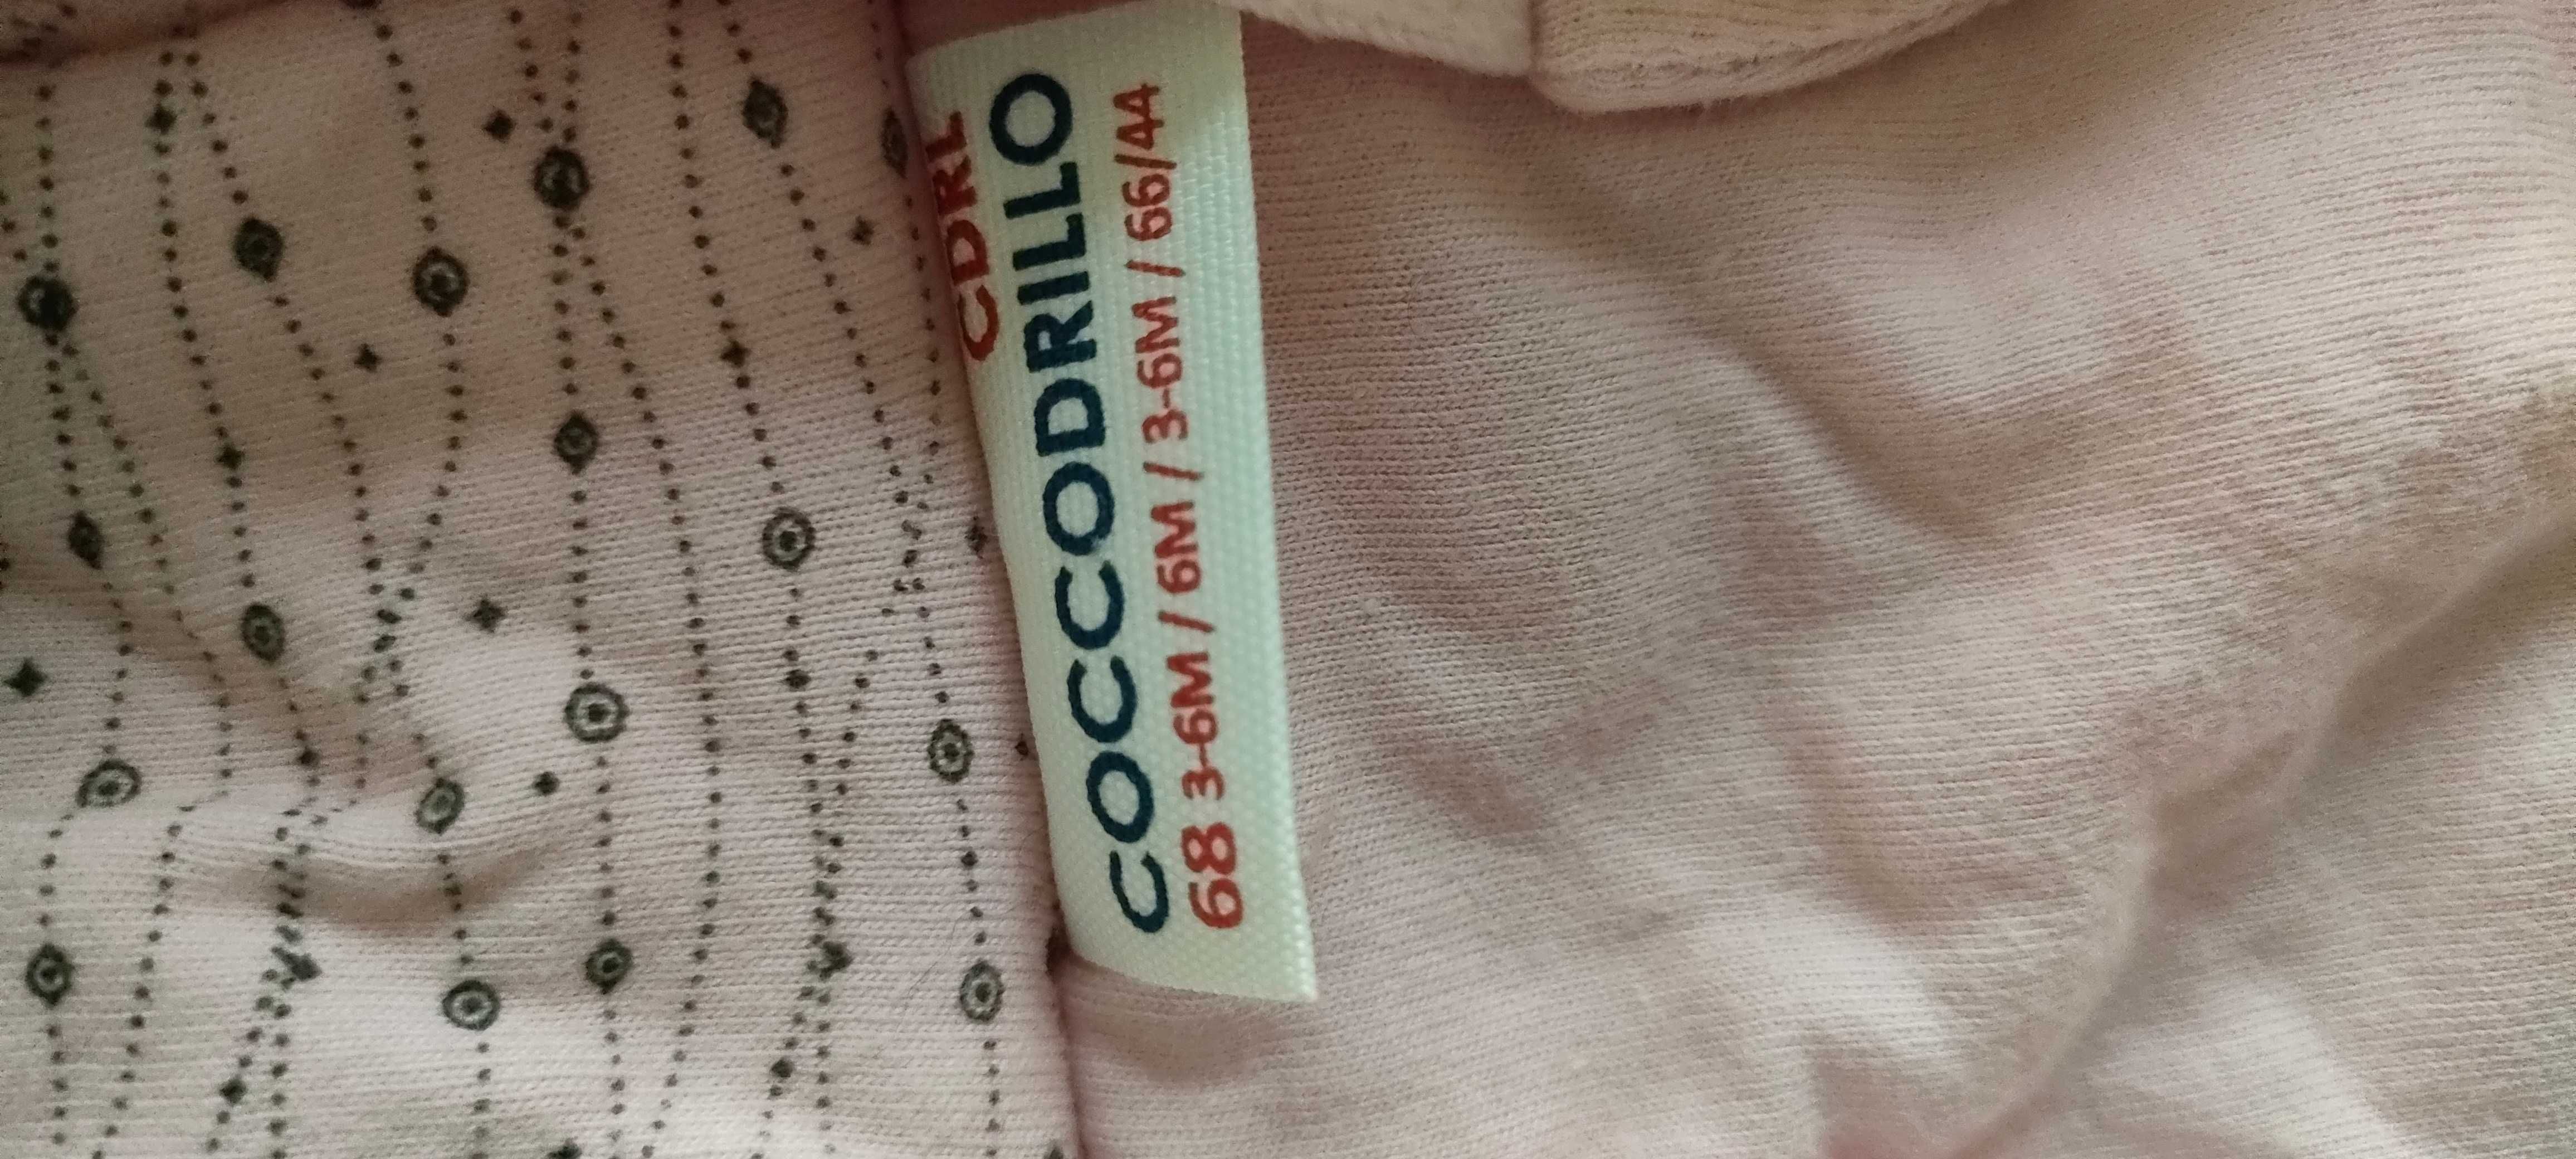 CDRL
COCCODRILLO
68 3-6M / 6M / 3-6M / 66/44